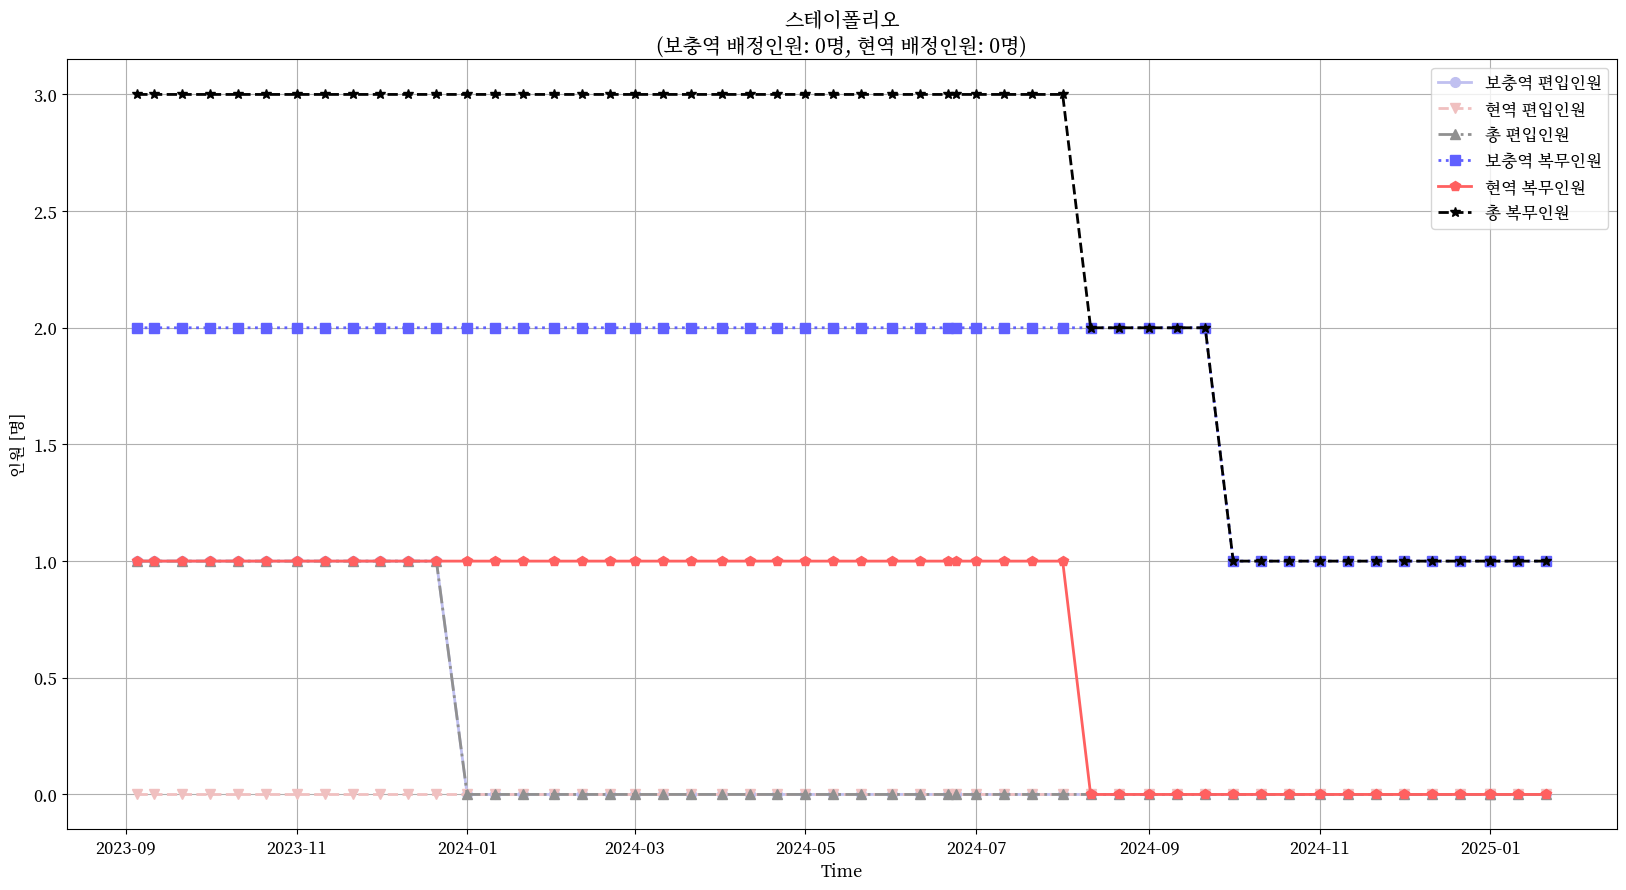 스테이폴리오
(보충역 배정인원: 0명, 현역 배정인원: 0명)
보충역 편입인원
현역 편입인원
총 편입인원
보충역 복무인원
현역 복무인원
총 복무인원
인원 [명]
3.0
2.5
2.0
1.5
1.0
0.5
0.0
2023-09
2023-11
2024-01
2024-03
2024-05
2024-07
2024-09
2024-11
2025-01
Time